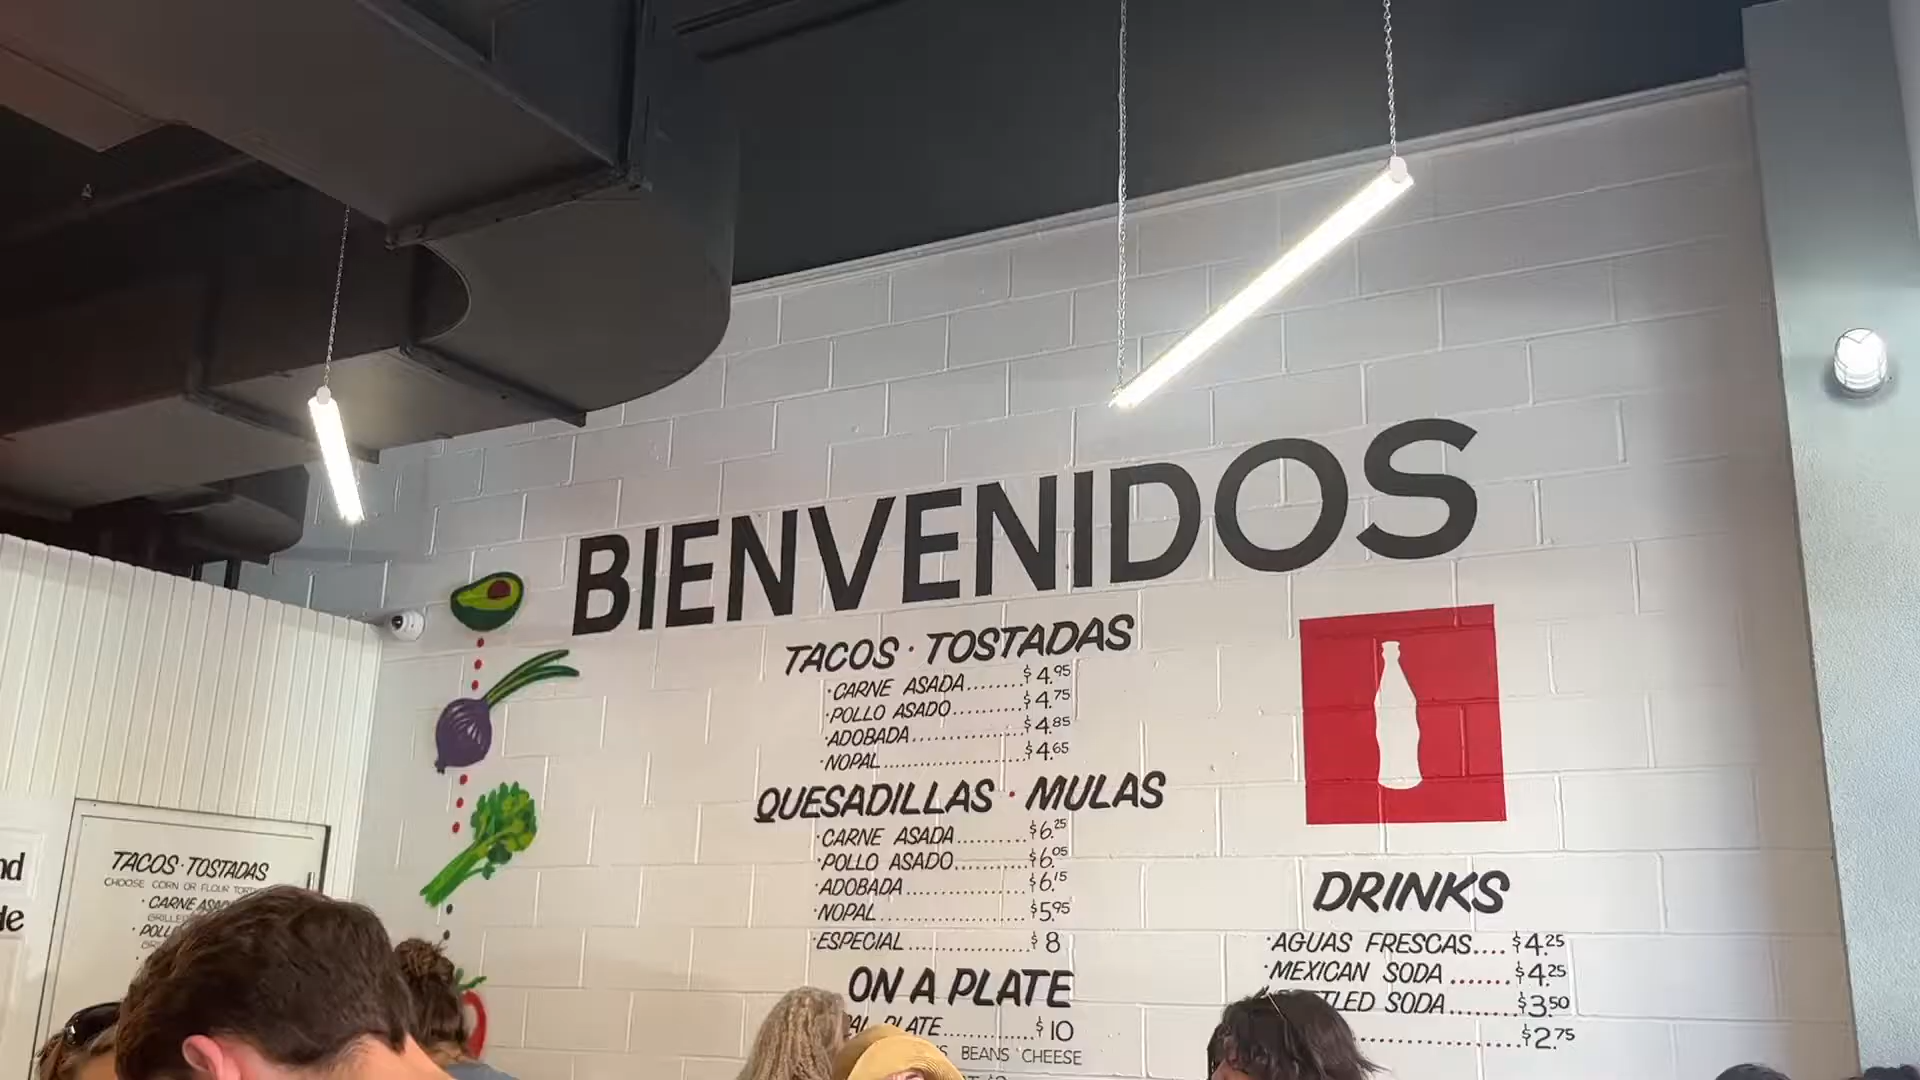 BIENVENIDOS
TACOS · TOSTADAS
·CARNE ASADA........$4.95
·POLLO ASADO..........$4.75
·ADOBADA................$4.85
·NOPAL.....................$4.65
QUESADILLAS · MULAS
·CARNE ASADA..........$6.25
·POLLO ASADO..........$6.05
·ADOBADA................$6.15
·NOPAL.....................$5.95
·ESPECIAL................$8
ON A PLATE
PLATE............$10
BEANS CHEESE
DRINKS
·AGUAS FRESCAS....$4.25
·MEXICAN SODA.......$4.25
SODA.........$3.50
....................$2.75
TACOS·TOSTADAS
CHOOSE CORN OR FLOUR
·CARNE